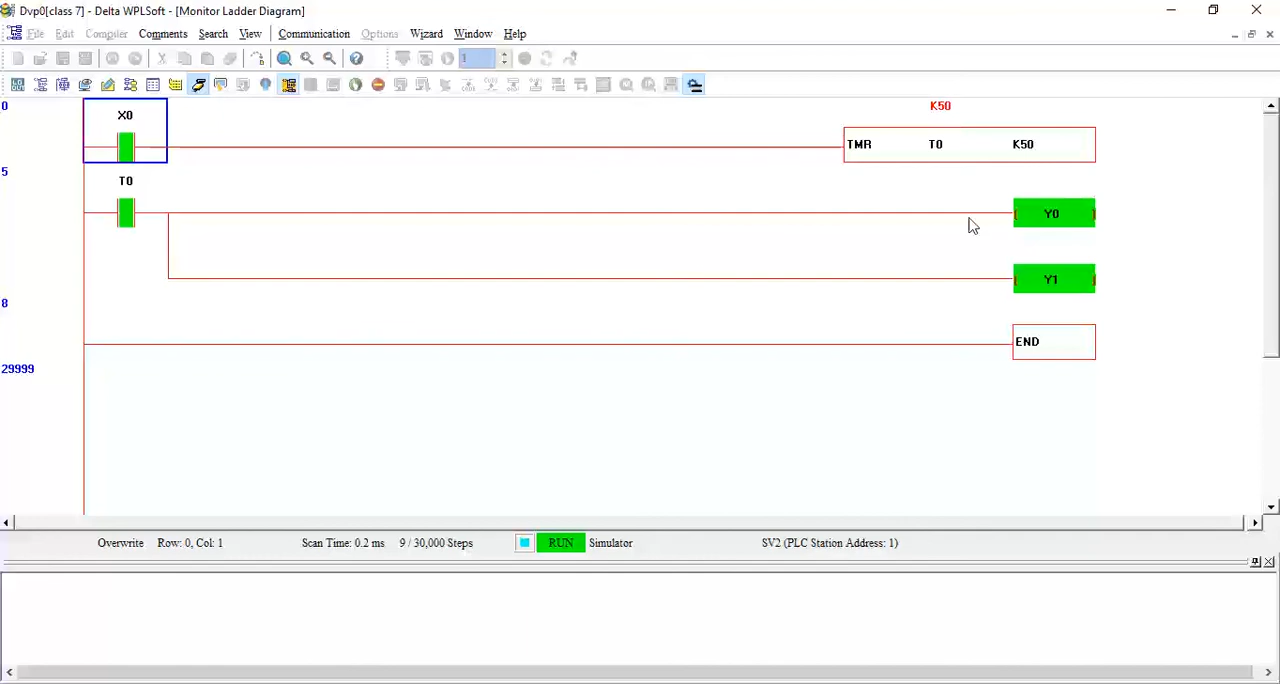 Dvp0[class 7] - Delta WPLSoft - [Monitor Ladder Diagram]
File Edit Compiler Comments Search View Communication Options Wizard Window Help
1
0
X0
K50
TMR T0 K50
5
T0
Y0
Y1
8
END
29999
Overwrite Row: 0, Col: 1 Scan Time: 0.2 ms 9 / 30,000 Steps RUN Simulator SV2 (PLC Station Address: 1)